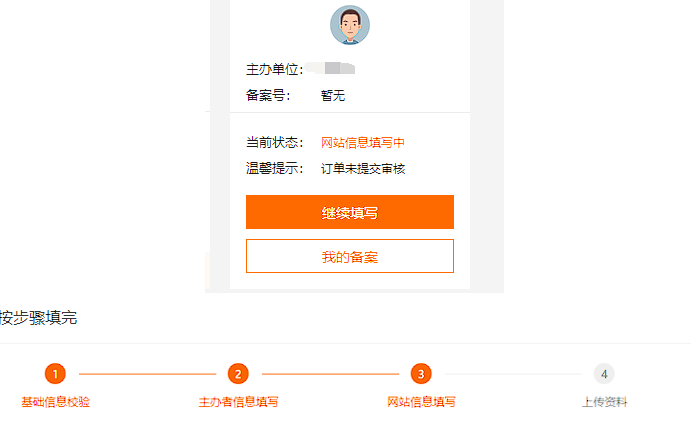 主办单位:
备案号: 暂无
当前状态: 网站信息填写中
温馨提示: 订单未提交审核
继续填写
我的备案
按步骤填完
1 2 3 4
基础信息校验 主办者信息填写 网站信息填写 上传资料